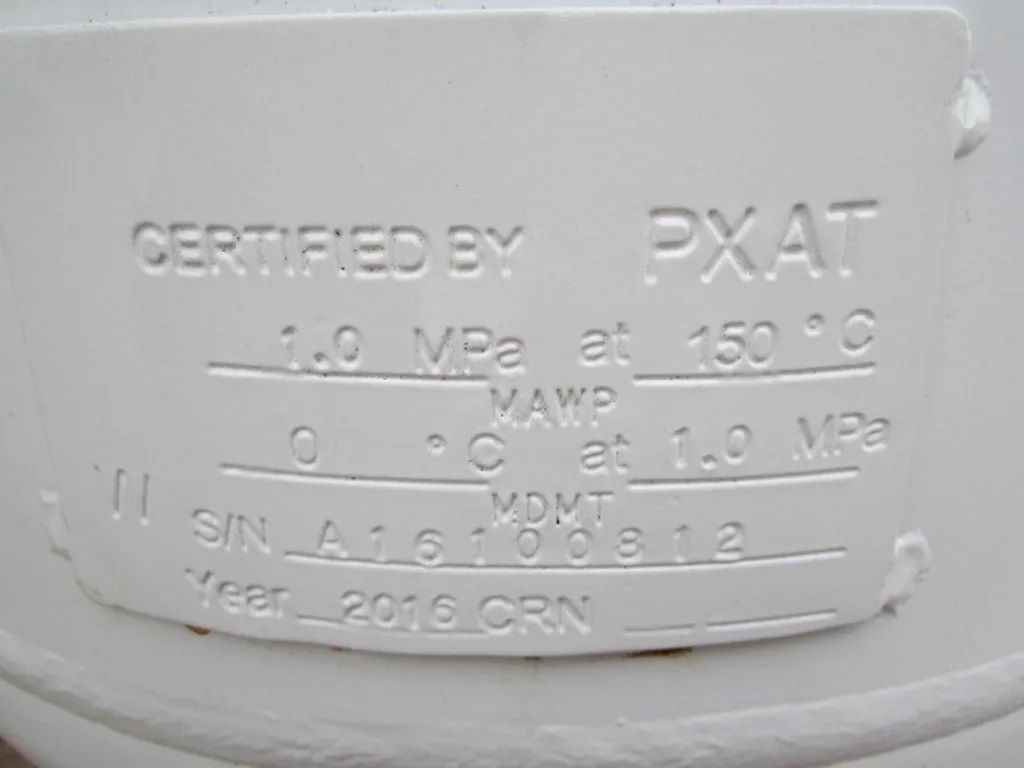 CERTIFIED BY PXAT
1.0 MPa at 150 °C
MAWP
0 °C at 1.0 MPa
MDMT
S/N A16100812
Year 2016 CRN